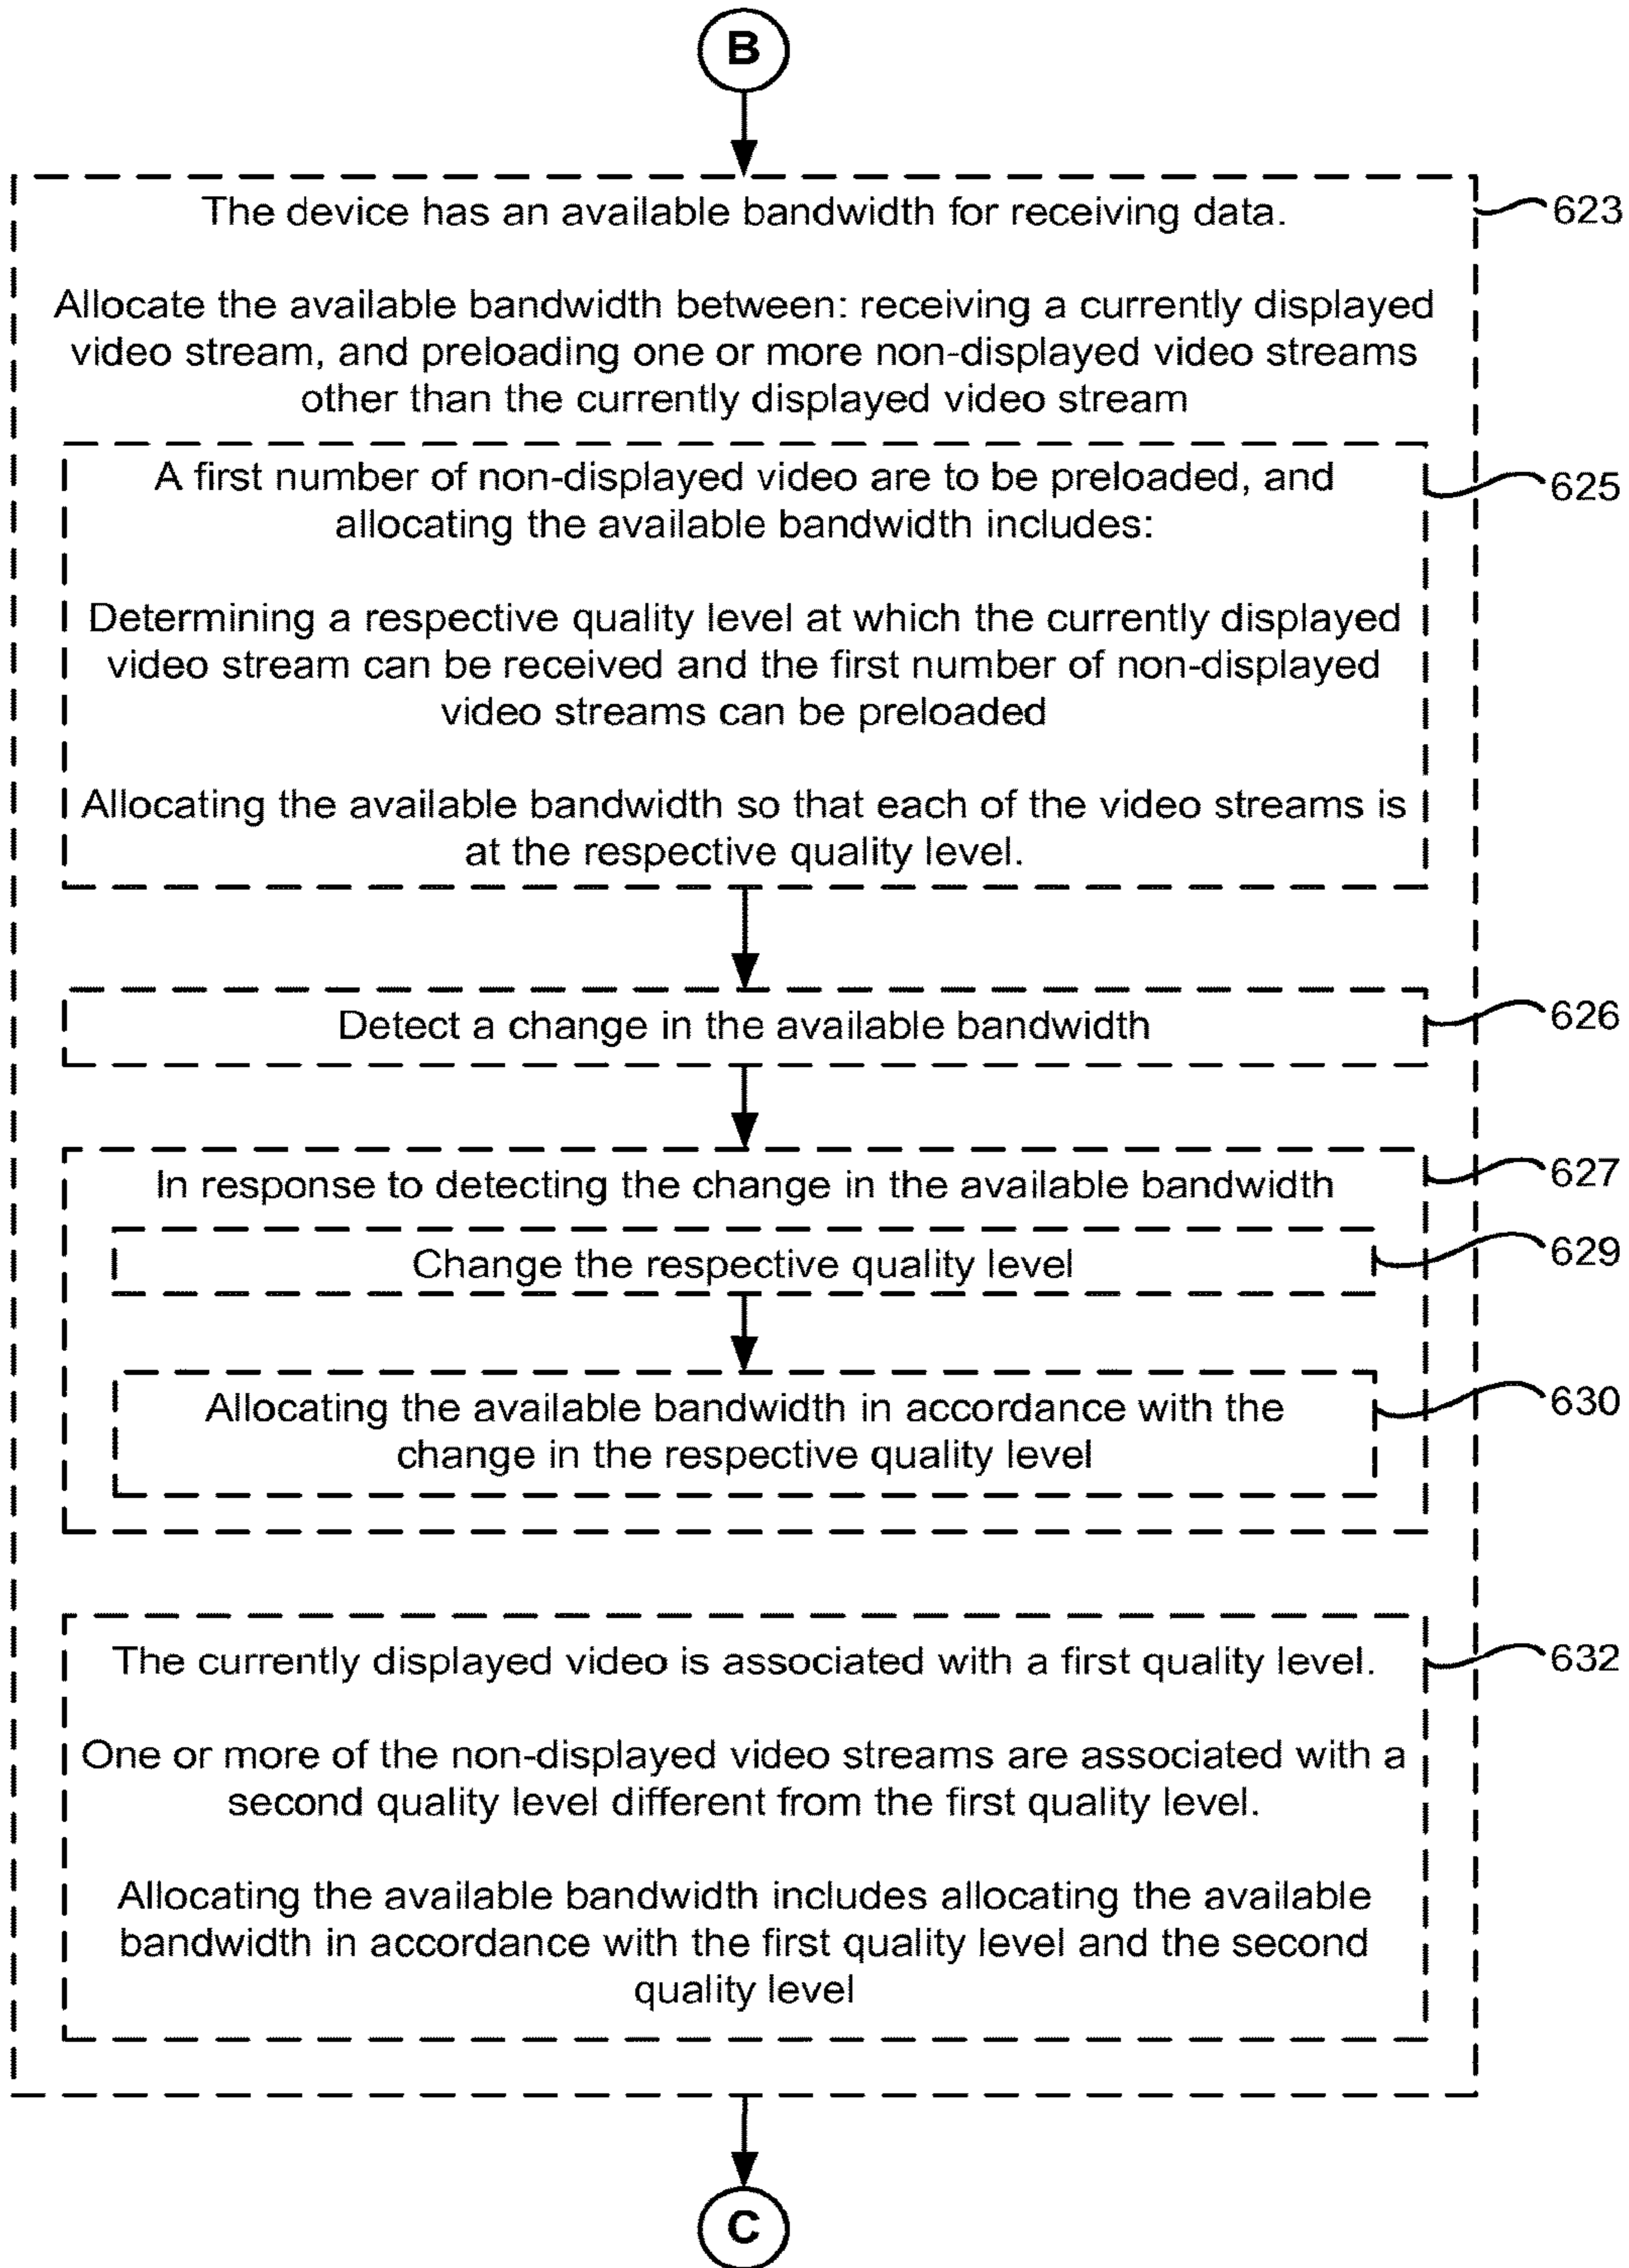 B
The device has an available bandwidth for receiving data.
623
Allocate the available bandwidth between: receiving a currently displayed
video stream, and preloading one or more non-displayed video streams
other than the currently displayed video stream
A first number of non-displayed video are to be preloaded, and
625
allocating the available bandwidth includes:
Determining a respective quality level at which the currently displayed
video stream can be received and the first number of non-displayed
video streams can be preloaded
Allocating the available bandwidth so that each of the video streams is
at the respective quality level.
Detect a change in the available bandwidth
626
In response to detecting the change in the available bandwidth
627
Change the respective quality level
629
Allocating the available bandwidth in accordance with the
630
change in the respective quality level
The currently displayed video is associated with a first quality level.
632
One or more of the non-displayed video streams are associated with a
second quality level different from the first quality level.
Allocating the available bandwidth includes allocating the available
bandwidth in accordance with the first quality level and the second
quality level
C